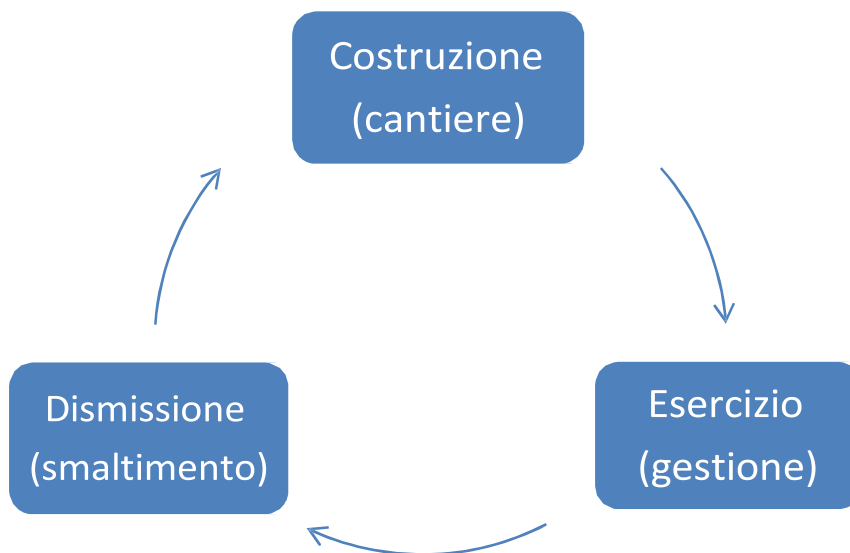 Costruzione
(cantiere)
Esercizio
(gestione)
Dismissione
(smaltimento)